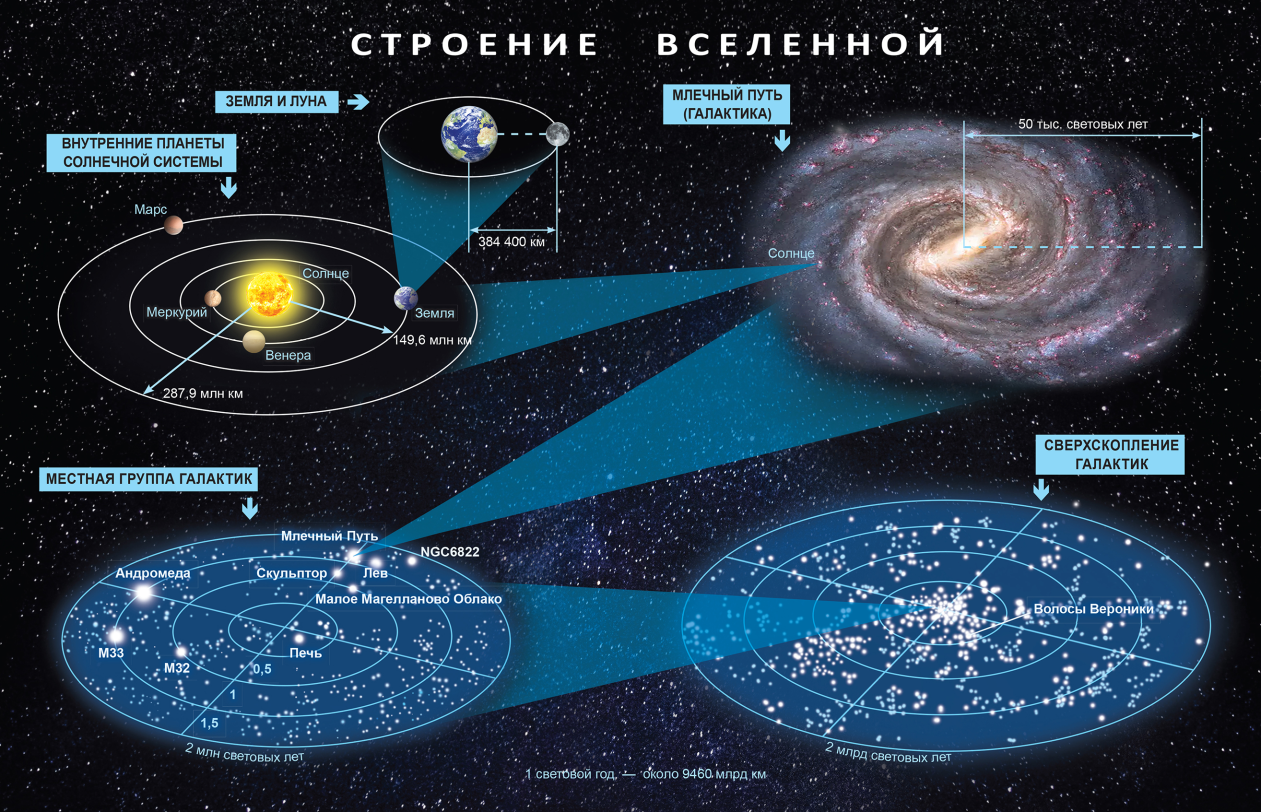 СТРОЕНИЕ ВСЕЛЕННОЙ
ЗЕМЛЯ И ЛУНА
384 400 км
ВНУТРЕННИЕ ПЛАНЕТЫ
СОЛНЕЧНОЙ СИСТЕМЫ
Марс
Солнце
Меркурий
Земля
Венера
149,6 млн км
287,9 млн км
МЛЕЧНЫЙ ПУТЬ
(ГАЛАКТИКА)
50 тыс. световых лет
Солнце
МЕСТНАЯ ГРУППА ГАЛАКТИК
Млечный Путь
NGC6822
Андромеда
Скульптор
Лев
Малое Магелланово Облако
М33
М32
Печь
0,5
1
1,5
2 млн световых лет
СВЕРХСКОПЛЕНИЕ
ГАЛАКТИК
Волосы Вероники
2 млрд световых лет
1 световой год, — около 9460 млрд км